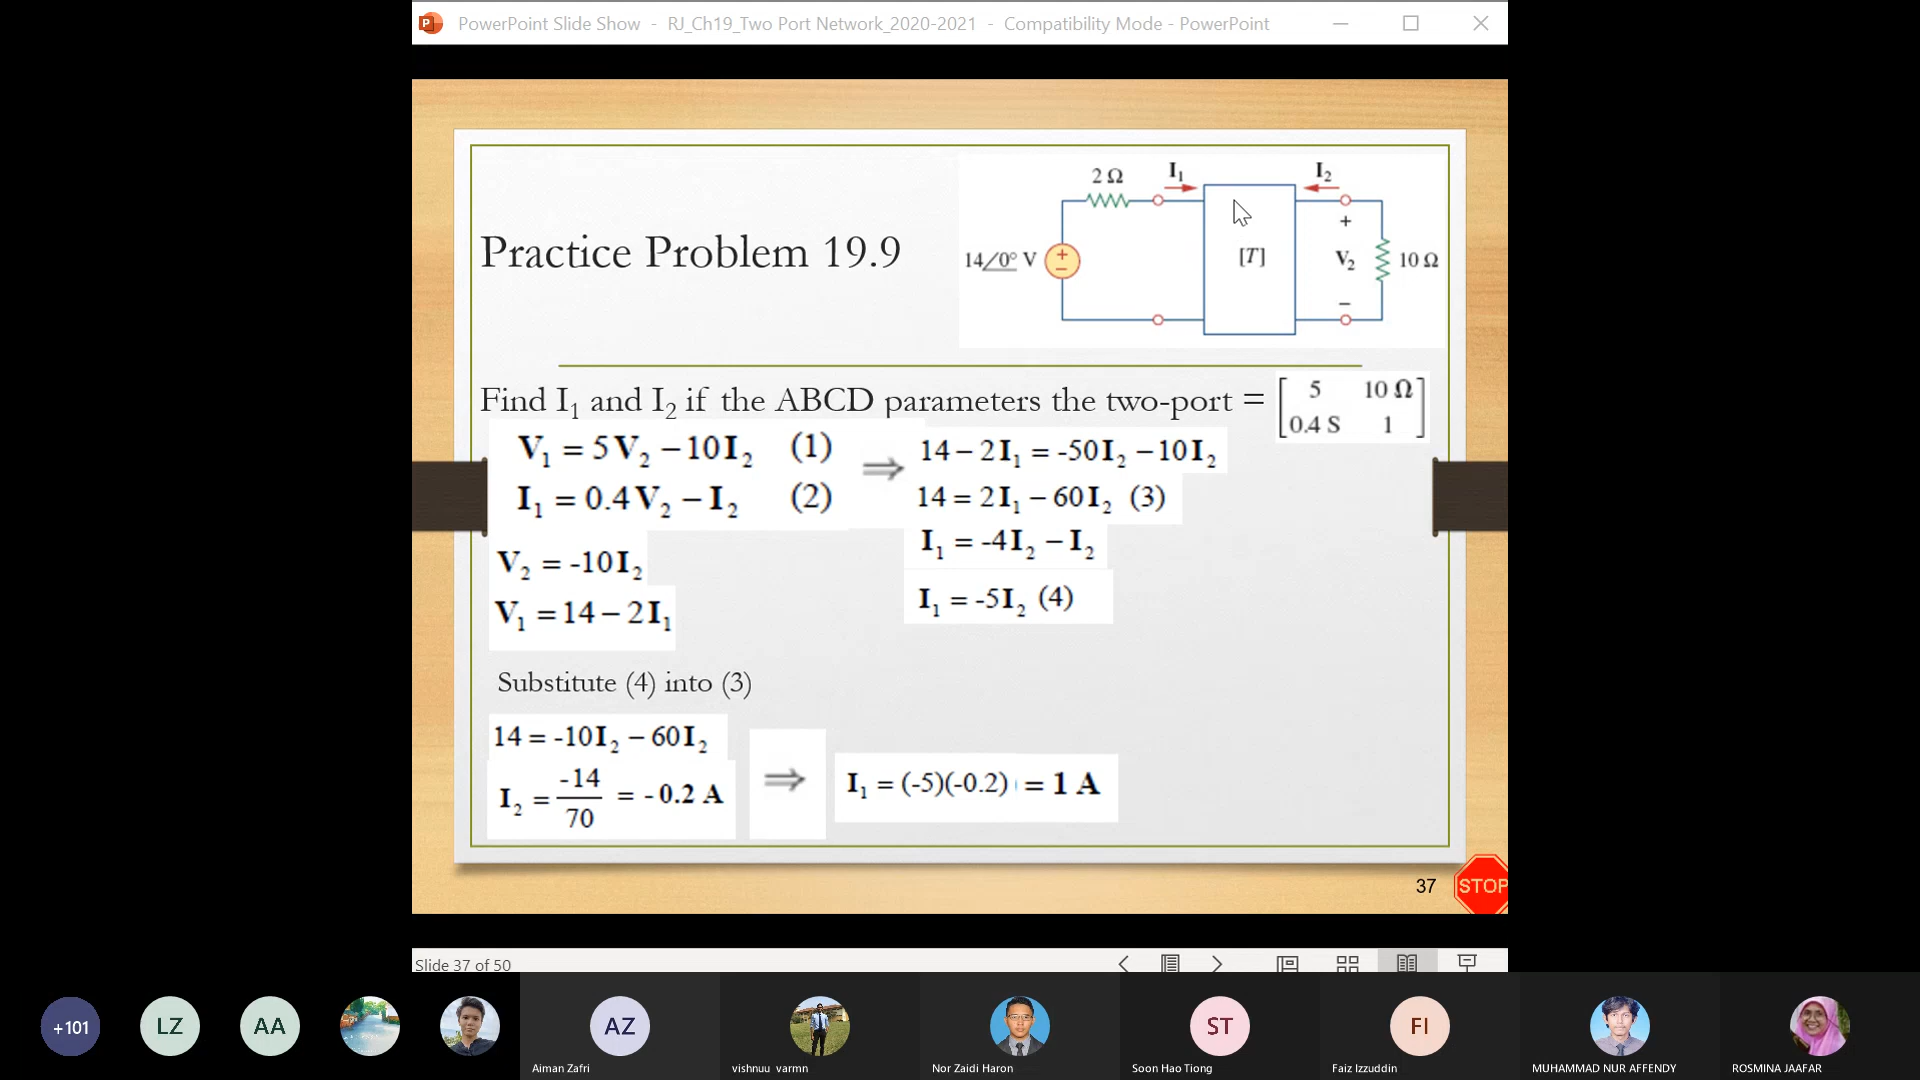 PowerPoint Slide Show - RJ_Ch19_Two Port Network_2020-2021 - Compatibility Mode - PowerPoint
Practice Problem 19.9
2 Ω
I₁
I₂
14∠0° V
+
−
[T]
+
V₂
−
10 Ω
Find I₁ and I₂ if the ABCD parameters the two-port =
[5 10 Ω
0.4 S 1]
V₁ = 5V₂ − 10I₂ (1)
I₁ = 0.4V₂ − I₂ (2)
V₂ = -10I₂
V₁ = 14 − 2I₁
⇒
14 − 2I₁ = -50I₂ − 10I₂
14 = 2I₁ − 60I₂ (3)
I₁ = -4I₂ − I₂
I₁ = -5I₂ (4)
Substitute (4) into (3)
14 = -10I₂ − 60I₂
I₂ = -14/70 = -0.2 A
⇒
I₁ = (-5)(-0.2) = 1 A
37
STOP
Slide 37 of 50
+101
LZ
AA
AZ
Aiman Zafri
vishnuu varmn
Nor Zaidi Haron
ST
Soon Hao Tiong
FI
Faiz Izzuddin
MUHAMMAD NUR AFFENDY
ROSMINA JAAFAR